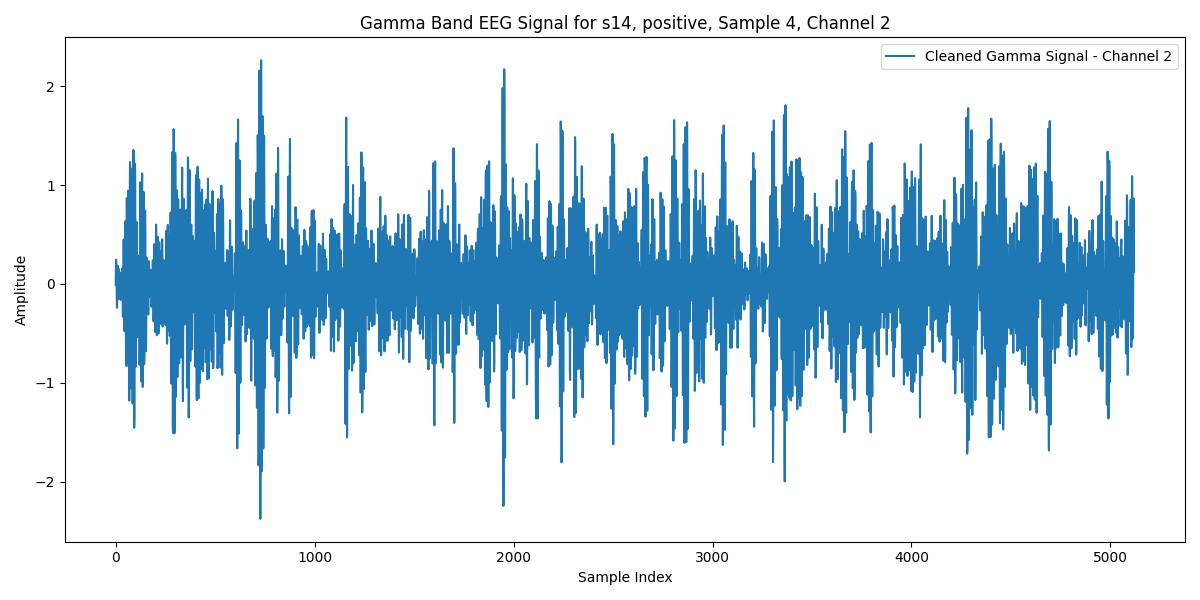 Gamma Band EEG Signal for s14, positive, Sample 4, Channel 2
Cleaned Gamma Signal - Channel 2
Amplitude
2
1
0
−1
−2
0 1000 2000 3000 4000 5000
Sample Index